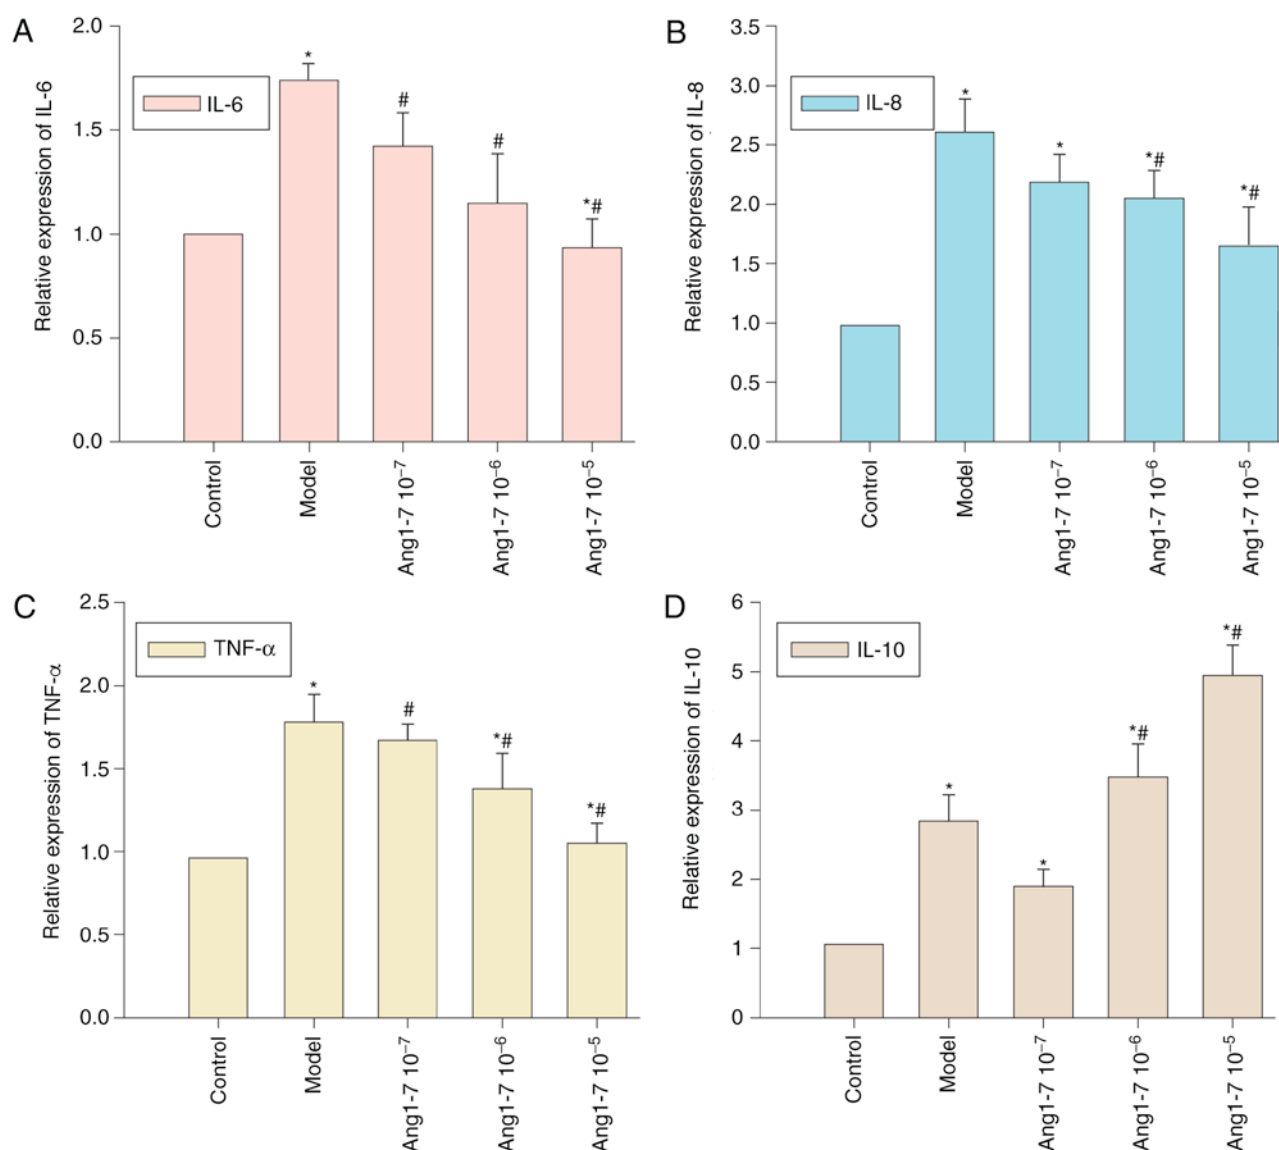 A
Relative expression of IL-6
2.0
1.5
1.0
0.5
0.0
IL-6
*
#
#
*#
Control
Model
Ang1-7 10⁻⁷
Ang1-7 10⁻⁶
Ang1-7 10⁻⁵
B
Relative expression of IL-8
3.5
3.0
2.5
2.0
1.5
1.0
0.5
0.0
IL-8
*
*
*#
*#
Control
Model
Ang1-7 10⁻⁷
Ang1-7 10⁻⁶
Ang1-7 10⁻⁵
C
Relative expression of TNF-α
2.5
2.0
1.5
1.0
0.5
0.0
TNF-α
*
#
*#
*#
Control
Model
Ang1-7 10⁻⁷
Ang1-7 10⁻⁶
Ang1-7 10⁻⁵
D
Relative expression of IL-10
6
5
4
3
2
1
0
IL-10
*
*
*#
*#
Control
Model
Ang1-7 10⁻⁷
Ang1-7 10⁻⁶
Ang1-7 10⁻⁵